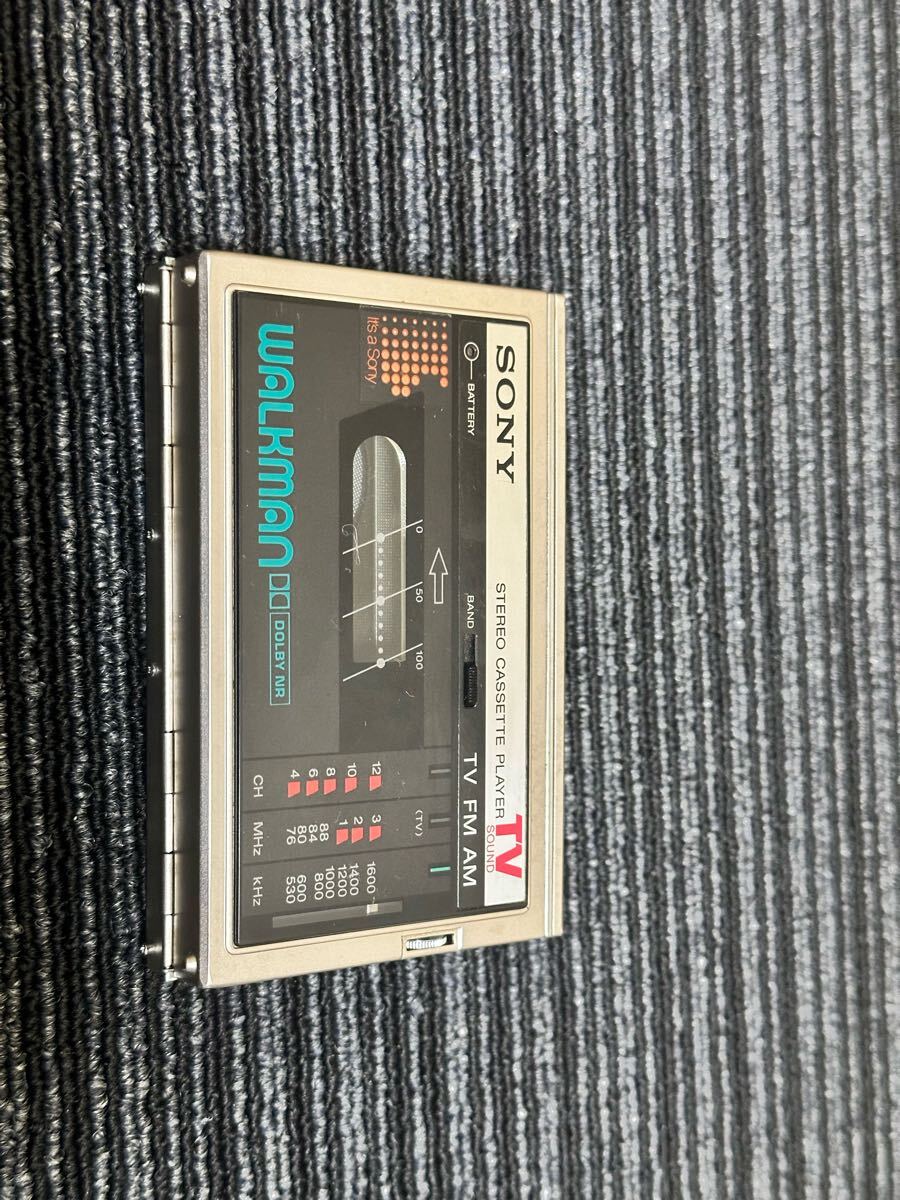 SONY STEREO CASSETTE PLAYER TV SOUND
BATTERY BAND TV FM AM
It's a Sony
0 50 100
(TV)
12 3 1600
10 2 1400
1 1200
8 88 1000
6 84 800
80 600
4 76 530
CH MHz kHz
WALKMAN DOLBY NR